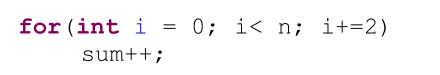 for(int i = 0; i< n; i+=2)
sum++;